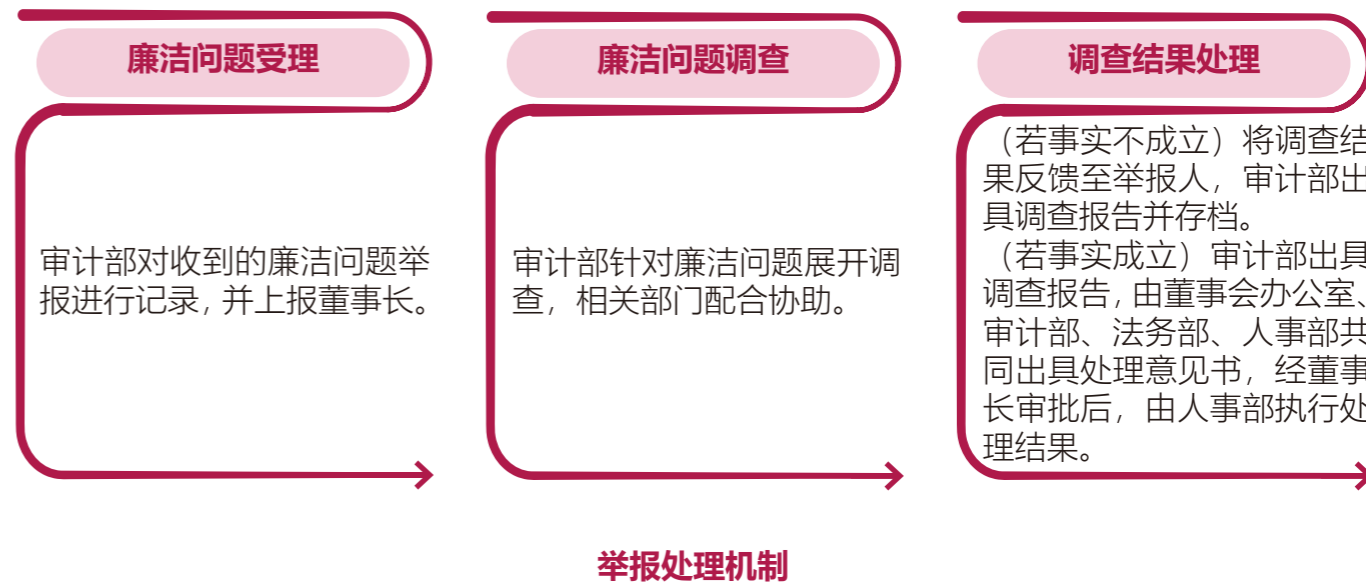 廉洁问题受理
审计部对收到的廉洁问题举
报进行记录，并上报董事长。
廉洁问题调查
审计部针对廉洁问题展开调
查，相关部门配合协助。
调查结果处理
（若事实不成立）将调查结
果反馈至举报人，审计部出
具调查报告并存档。
（若事实成立）审计部出具
调查报告，由董事会办公室、
审计部、法务部、人事部共
同出具处理意见书，经董事
长审批后，由人事部执行处
理结果。
举报处理机制